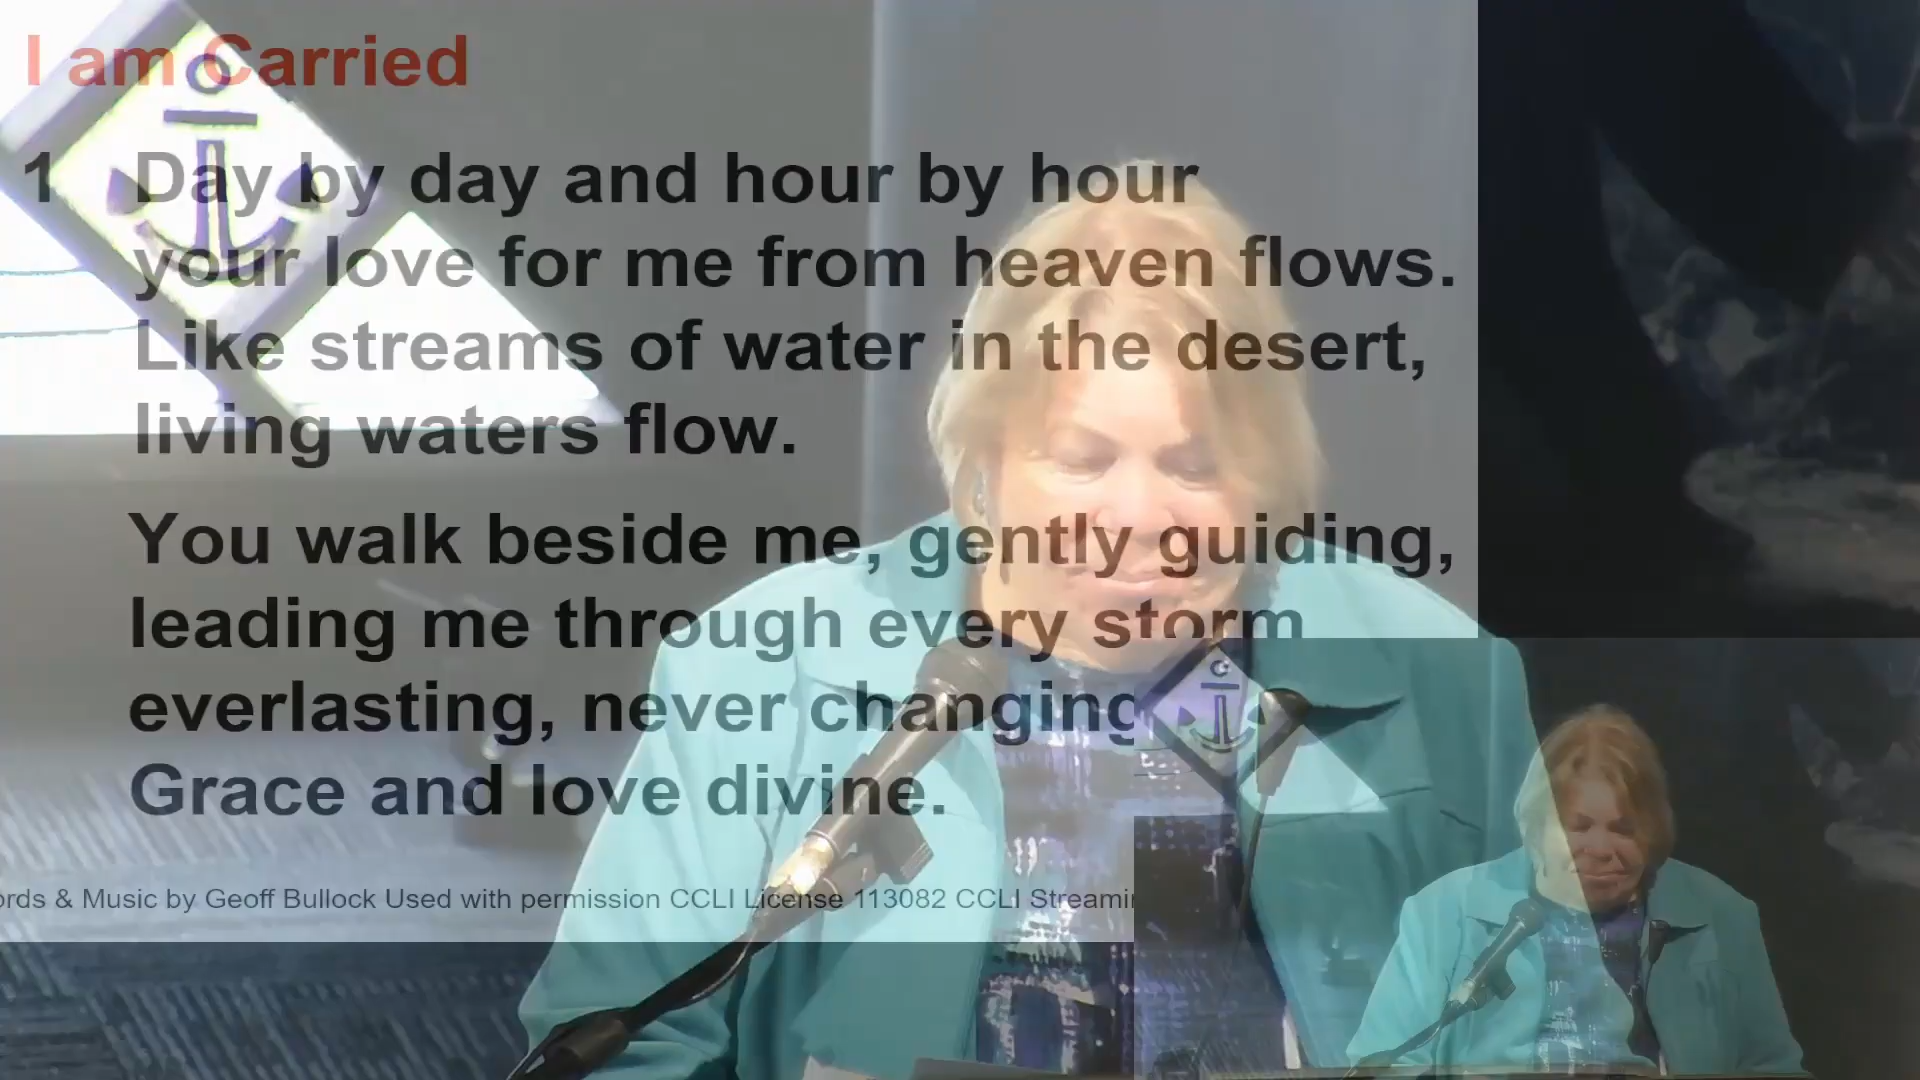 I am Carried
1 Day by day and hour by hour
your love for me from heaven flows.
Like streams of water in the desert,
living waters flow.
You walk beside me, gently guiding,
leading me through every storm
everlasting, never changing
Grace and love divine.
& Music by Geoff Bullock Used with permission CCLI License 113082 CCLI